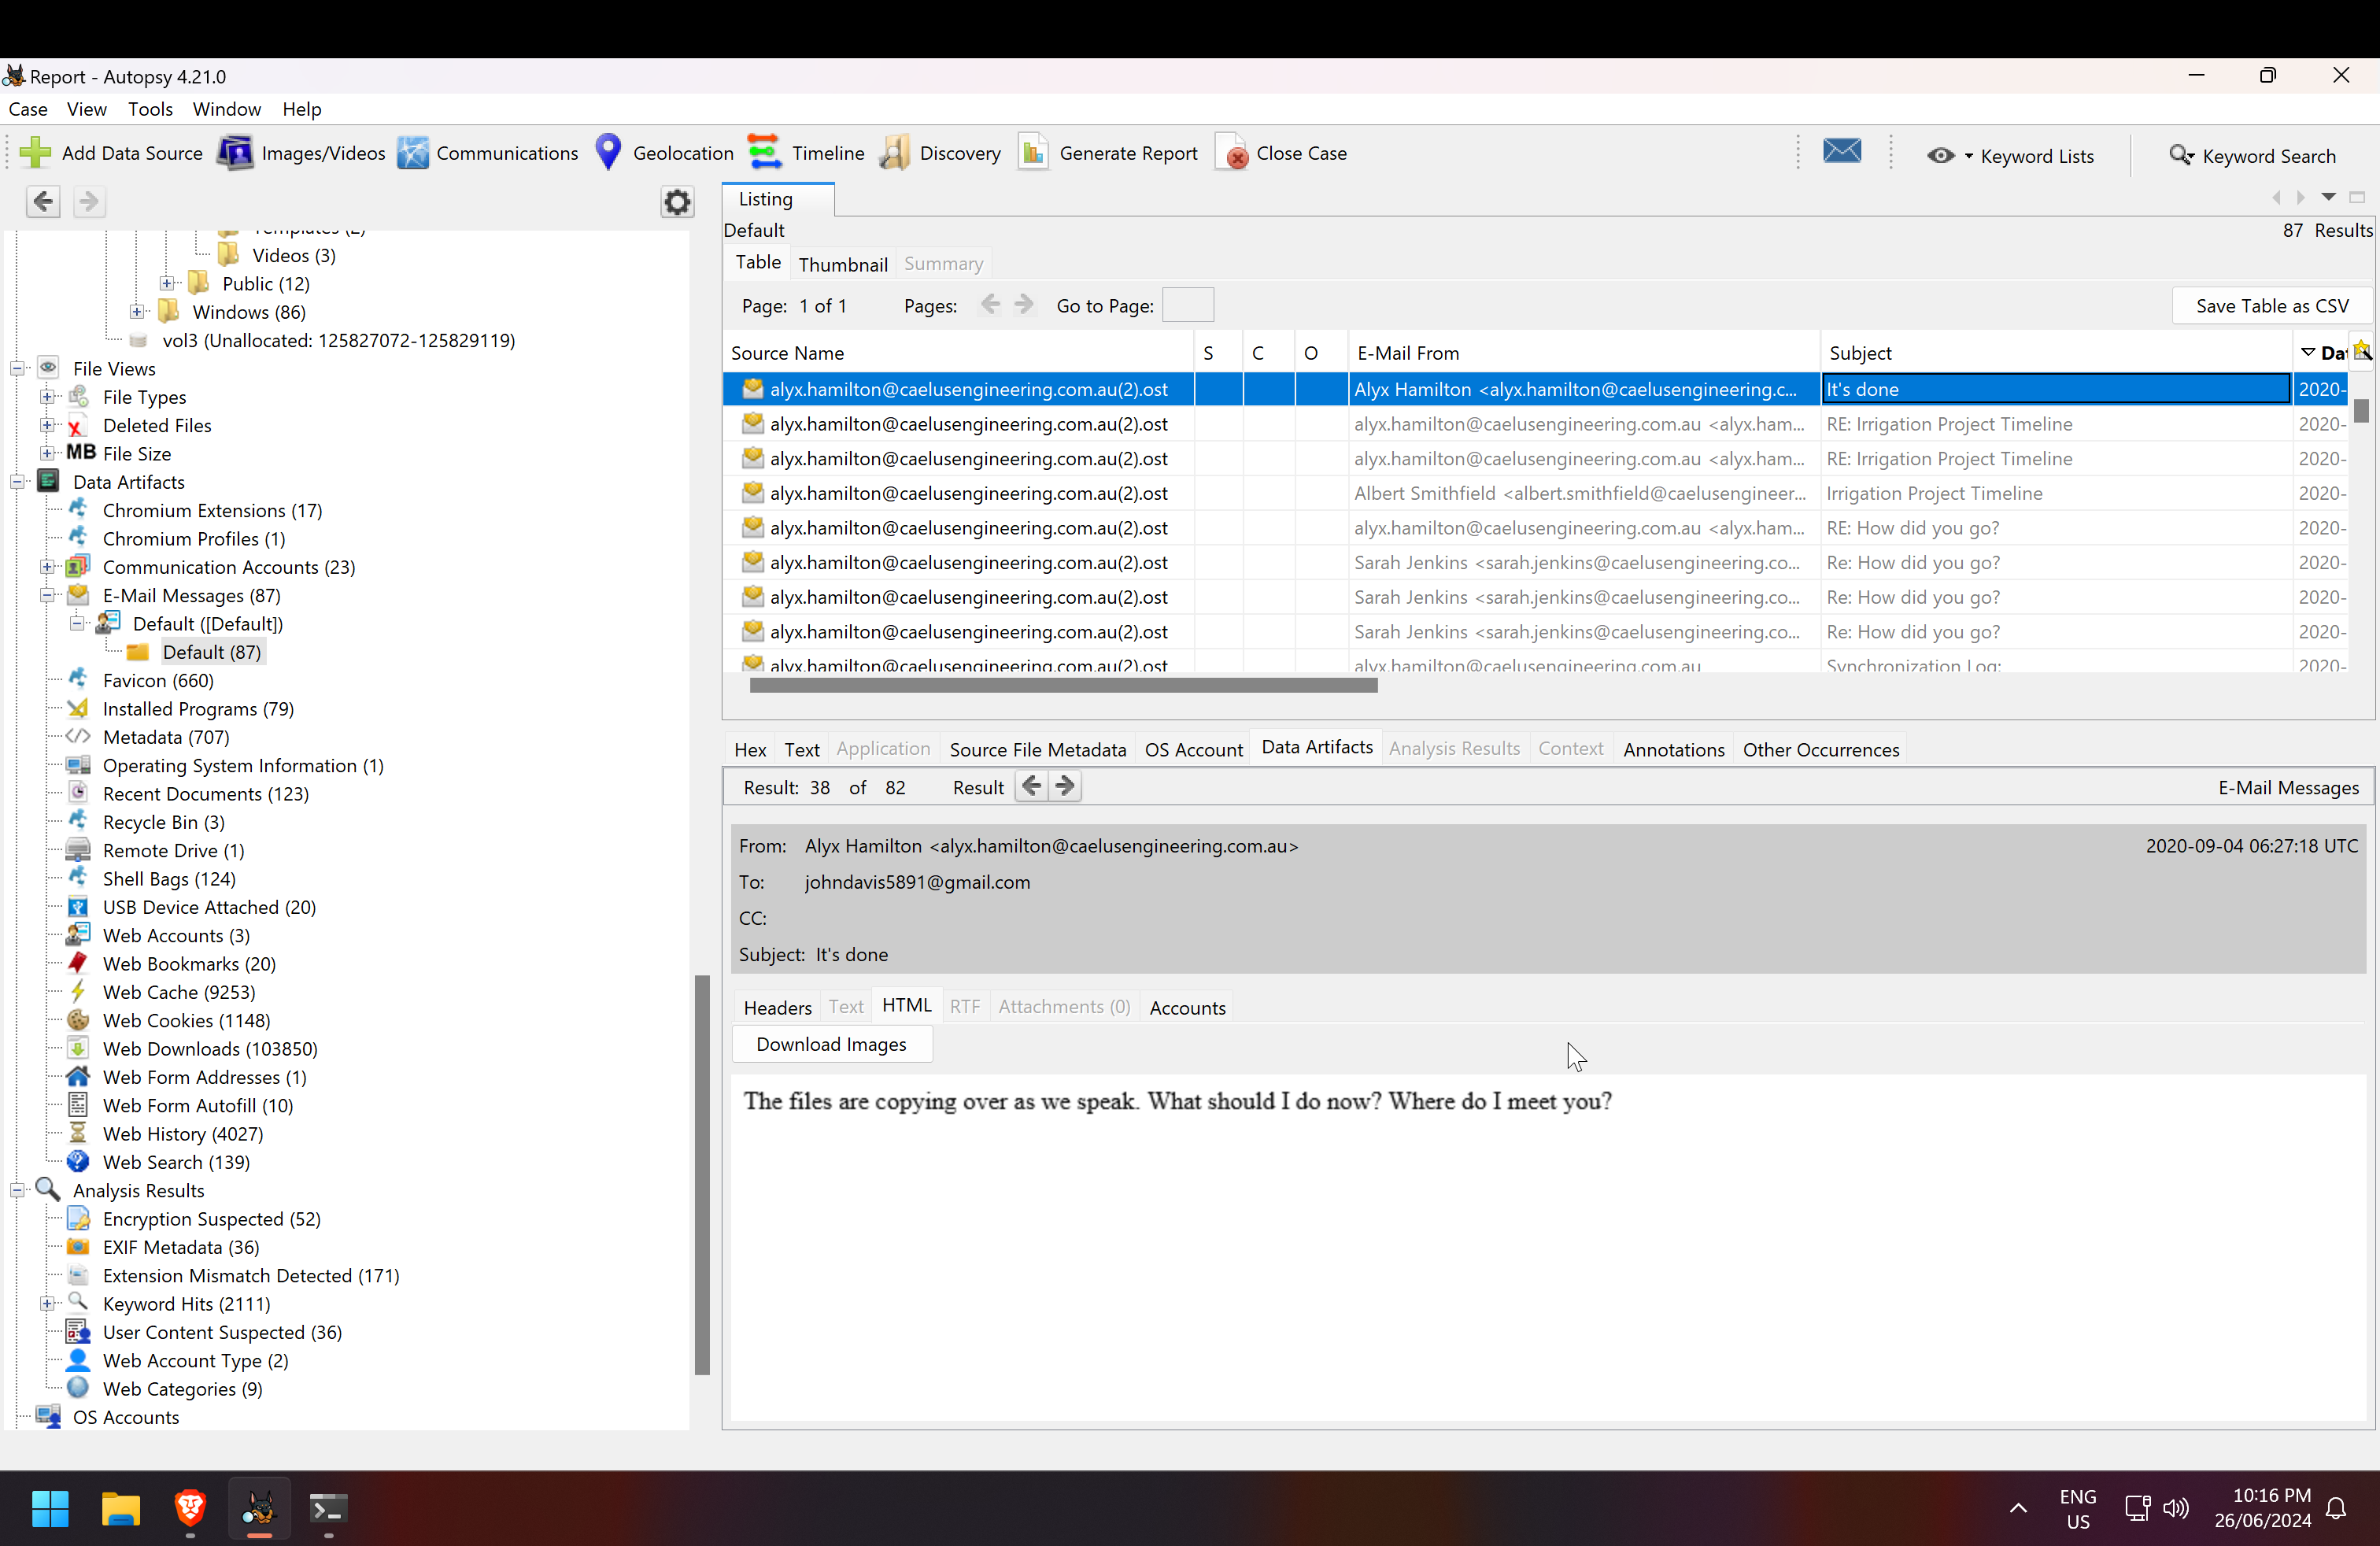 Report - Autopsy 4.21.0
Case View Tools Window Help
Add Data Source Images/Videos Communications Geolocation Timeline Discovery Generate Report Close Case Keyword Lists Keyword Search
Templates (2)
Videos (3)
Public (12)
Windows (86)
vol3 (Unallocated: 125827072-125829119)
File Views
File Types
Deleted Files
MB File Size
Data Artifacts
Chromium Extensions (17)
Chromium Profiles (1)
Communication Accounts (23)
E-Mail Messages (87)
Default ([Default])
Default (87)
Favicon (660)
Installed Programs (79)
Metadata (707)
Operating System Information (1)
Recent Documents (123)
Recycle Bin (3)
Remote Drive (1)
Shell Bags (124)
USB Device Attached (20)
Web Accounts (3)
Web Bookmarks (20)
Web Cache (9253)
Web Cookies (1148)
Web Downloads (103850)
Web Form Addresses (1)
Web Form Autofill (10)
Web History (4027)
Web Search (139)
Analysis Results
Encryption Suspected (52)
EXIF Metadata (36)
Extension Mismatch Detected (171)
Keyword Hits (2111)
User Content Suspected (36)
Web Account Type (2)
Web Categories (9)
OS Accounts
Listing
Default 87 Results
Table Thumbnail Summary
Page: 1 of 1 Pages: Go to Page: Save Table as CSV
Source Name S C O E-Mail From Subject Dat
alyx.hamilton@caelusengineering.com.au(2).ost Alyx Hamilton <alyx.hamilton@caelusengineering.c... It's done 2020-
alyx.hamilton@caelusengineering.com.au(2).ost alyx.hamilton@caelusengineering.com.au <alyx.ham... RE: Irrigation Project Timeline 2020-
alyx.hamilton@caelusengineering.com.au(2).ost alyx.hamilton@caelusengineering.com.au <alyx.ham... RE: Irrigation Project Timeline 2020-
alyx.hamilton@caelusengineering.com.au(2).ost Albert Smithfield <albert.smithfield@caelusengineer... Irrigation Project Timeline 2020-
alyx.hamilton@caelusengineering.com.au(2).ost alyx.hamilton@caelusengineering.com.au <alyx.ham... RE: How did you go? 2020-
alyx.hamilton@caelusengineering.com.au(2).ost Sarah Jenkins <sarah.jenkins@caelusengineering.co... Re: How did you go? 2020-
alyx.hamilton@caelusengineering.com.au(2).ost Sarah Jenkins <sarah.jenkins@caelusengineering.co... Re: How did you go? 2020-
alyx.hamilton@caelusengineering.com.au(2).ost Sarah Jenkins <sarah.jenkins@caelusengineering.co... Re: How did you go? 2020-
alyx.hamilton@caelusengineering.com.au(2).ost alyx.hamilton@caelusengineering.com.au Synchronization Log: 2020-
Hex Text Application Source File Metadata OS Account Data Artifacts Analysis Results Context Annotations Other Occurrences
Result: 38 of 82 Result E-Mail Messages
From: Alyx Hamilton <alyx.hamilton@caelusengineering.com.au> 2020-09-04 06:27:18 UTC
To: johndavis5891@gmail.com
CC:
Subject: It's done
Headers Text HTML RTF Attachments (0) Accounts
Download Images
The files are copying over as we speak. What should I do now? Where do I meet you?
ENG
US
10:16 PM
26/06/2024